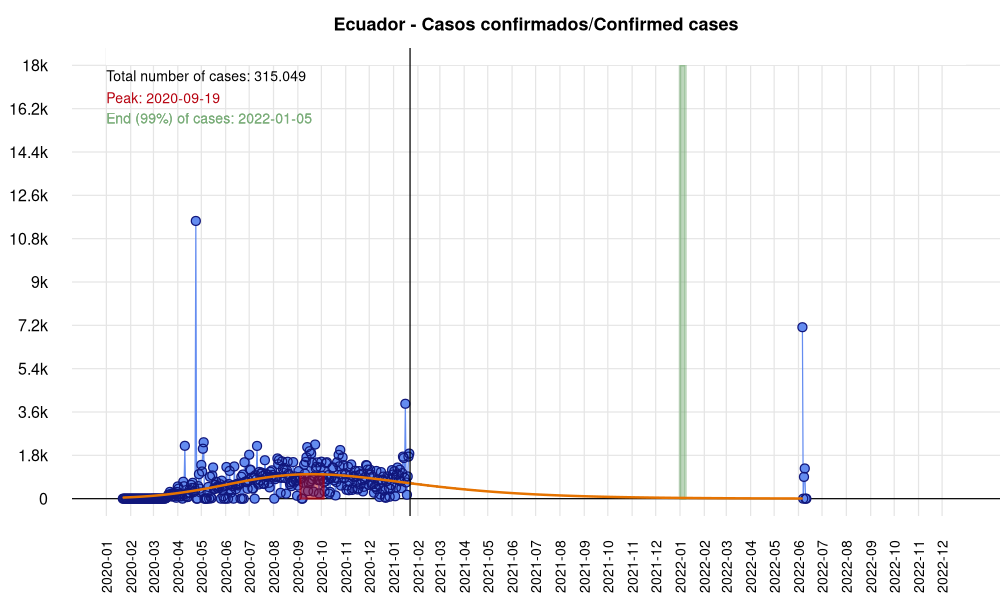 Ecuador - Casos confirmados/Confirmed cases
Total number of cases: 315.049
Peak: 2020-09-19
End (99%) of cases: 2022-01-05
18k
16.2k
14.4k
12.6k
10.8k
9k
7.2k
5.4k
3.6k
1.8k
0
2020-01
2020-02
2020-03
2020-04
2020-05
2020-06
2020-07
2020-08
2020-09
2020-10
2020-11
2020-12
2021-01
2021-02
2021-03
2021-04
2021-05
2021-06
2021-07
2021-08
2021-09
2021-10
2021-11
2021-12
2022-01
2022-02
2022-03
2022-04
2022-05
2022-06
2022-07
2022-08
2022-09
2022-10
2022-11
2022-12